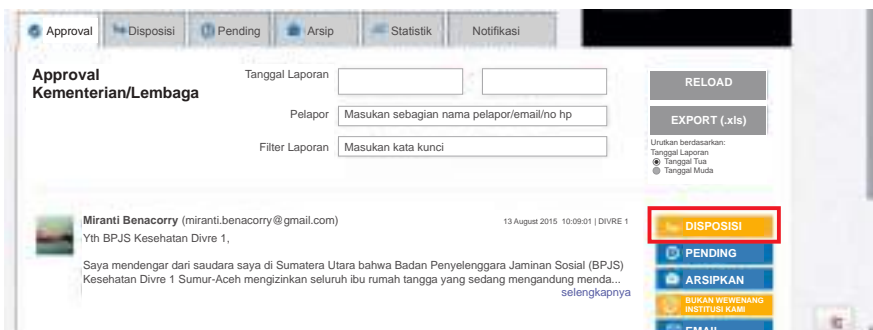 Approval Disposisi Pending Arsip Statistik Notifikasi
Approval
Kementerian/Lembaga
Tanggal Laporan
Pelapor Masukan sebagian nama pelapor/email/no hp
Filter Laporan Masukan kata kunci
RELOAD
EXPORT (.xls)
Urutkan berdasarkan:
Tanggal Laporan
Tanggal Tua
Tanggal Muda
Miranti Benacorry (miranti.benacorry@gmail.com) 13 August 2015 10:09:01 | DIVRE 1
Yth BPJS Kesehatan Divre 1,
Saya mendengar dari saudara saya di Sumatera Utara bahwa Badan Penyelenggara Jaminan Sosial (BPJS)
Kesehatan Divre 1 Sumur-Aceh mengizinkan seluruh ibu rumah tangga yang sedang mengandung menda...
selengkapnya
DISPOSISI
PENDING
ARSIPKAN
BUKAN WEWENANG
INSTITUSI KAMI
EMAIL